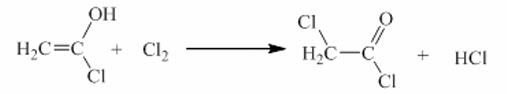 OH
H₂C=C + Cl₂
Cl
Cl O
H₂C—C + HCl
Cl